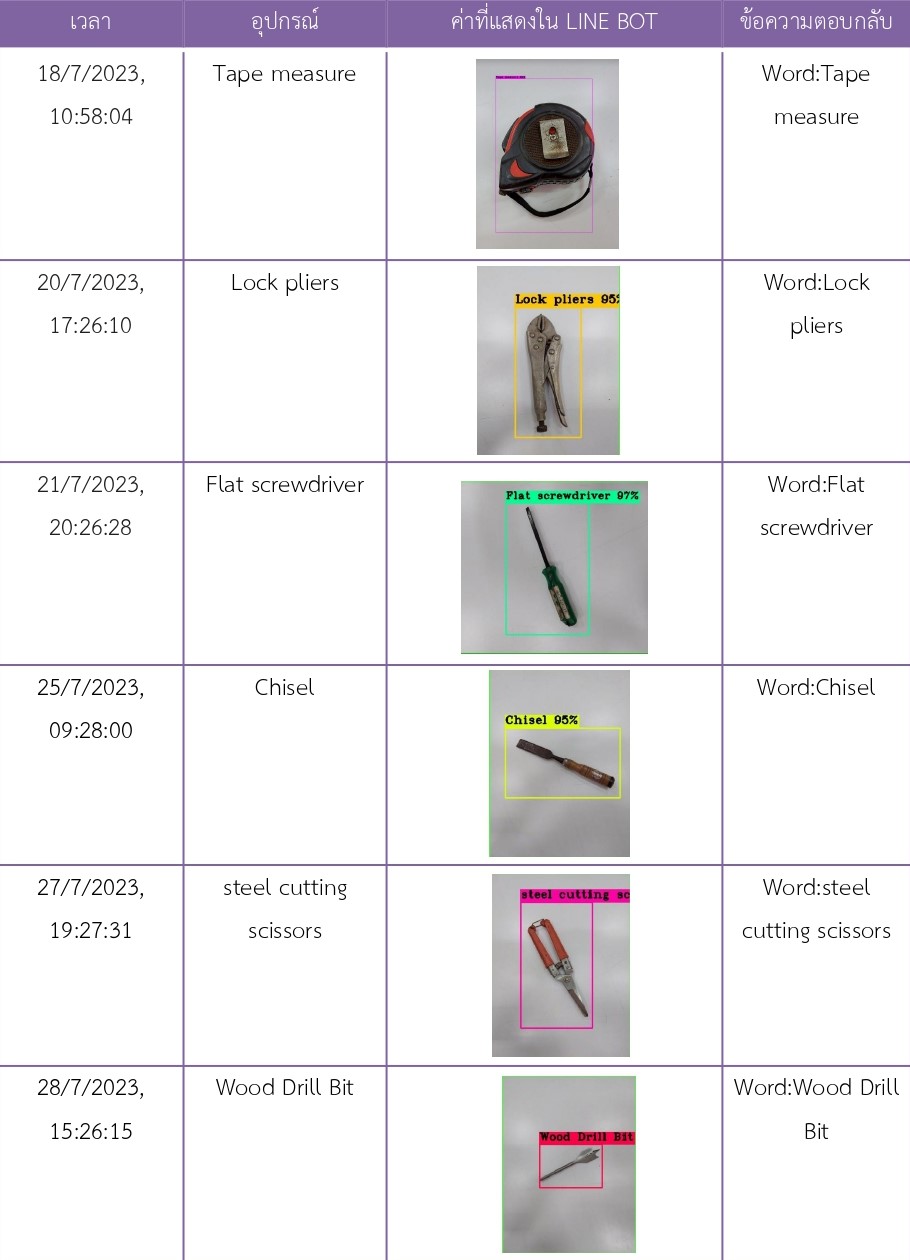 เวลา อุปกรณ์ ค่าที่แสดงใน LINE BOT ข้อความตอบกลับ
18/7/2023, Tape measure Word:Tape
10:58:04 measure
20/7/2023, Lock pliers Word:Lock
17:26:10 Lock pliers 95% pliers
21/7/2023, Flat screwdriver Word:Flat
20:26:28 Flat screwdriver 97% screwdriver
25/7/2023, Chisel Word:Chisel
09:28:00 Chisel 95%
27/7/2023, steel cutting steel cutting sc Word:steel
19:27:31 scissors cutting scissors
28/7/2023, Wood Drill Bit Word:Wood Drill
15:26:15 Wood Drill Bit Bit